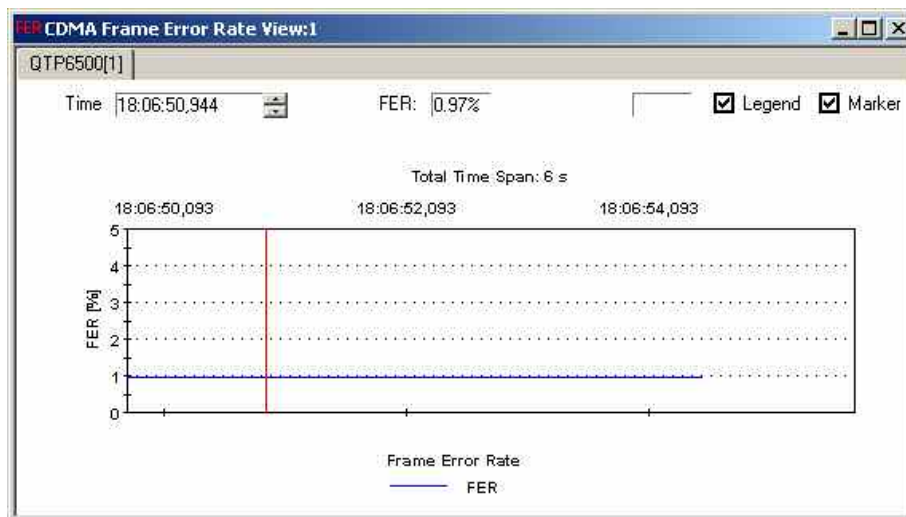 FER CDMA Frame Error Rate View:1
QTP6500[1]
Time 18:06:50,944 FER: 0.97% Legend Marker
Total Time Span: 6 s
18:06:50,093 18:06:52,093 18:06:54,093
5
4
3
2
1
0
FER [%]
Frame Error Rate
FER